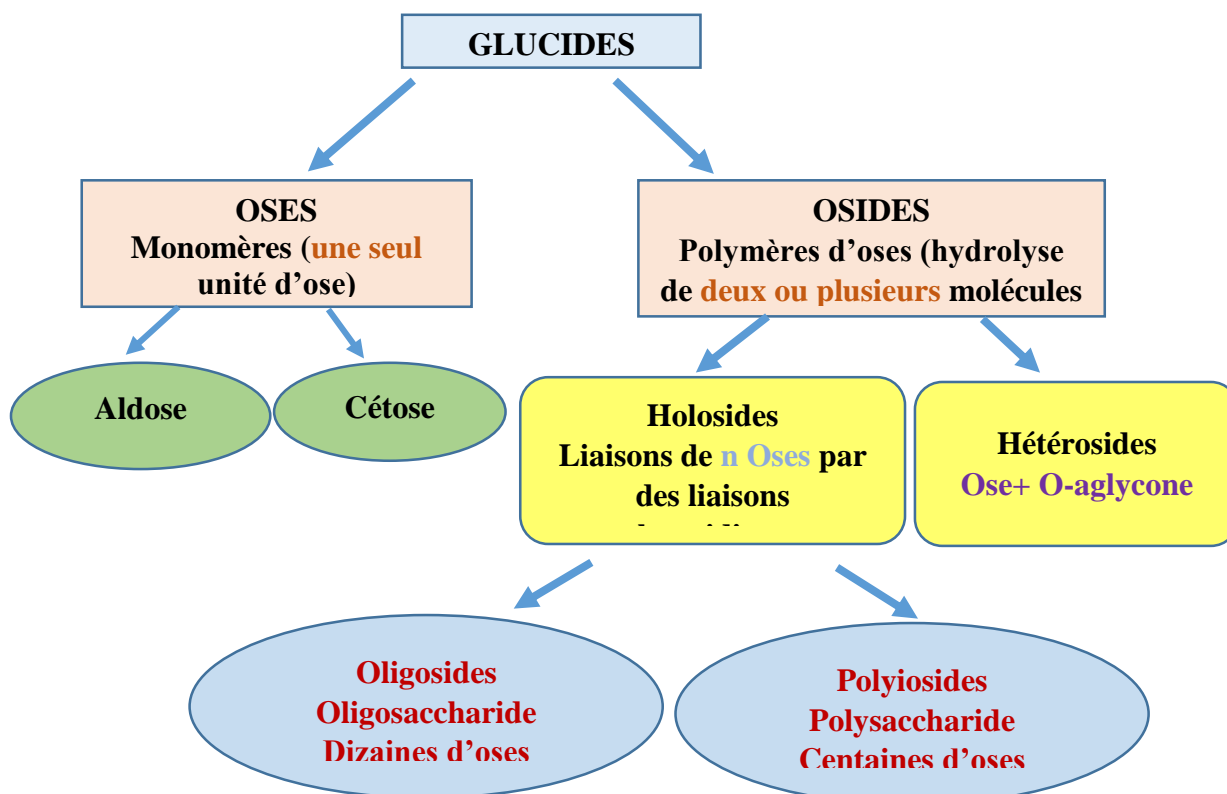 GLUCIDES
OSES
Monomères (une seul
unité d’ose)
OSIDES
Polymères d’oses (hydrolyse
de deux ou plusieurs molécules
Aldose
Cétose
Holosides
Liaisons de n Oses par
des liaisons
Hétérosides
Ose+ O-aglycone
Oligosides
Oligosaccharide
Dizaines d’oses
Polyiosides
Polysaccharide
Centaines d’oses